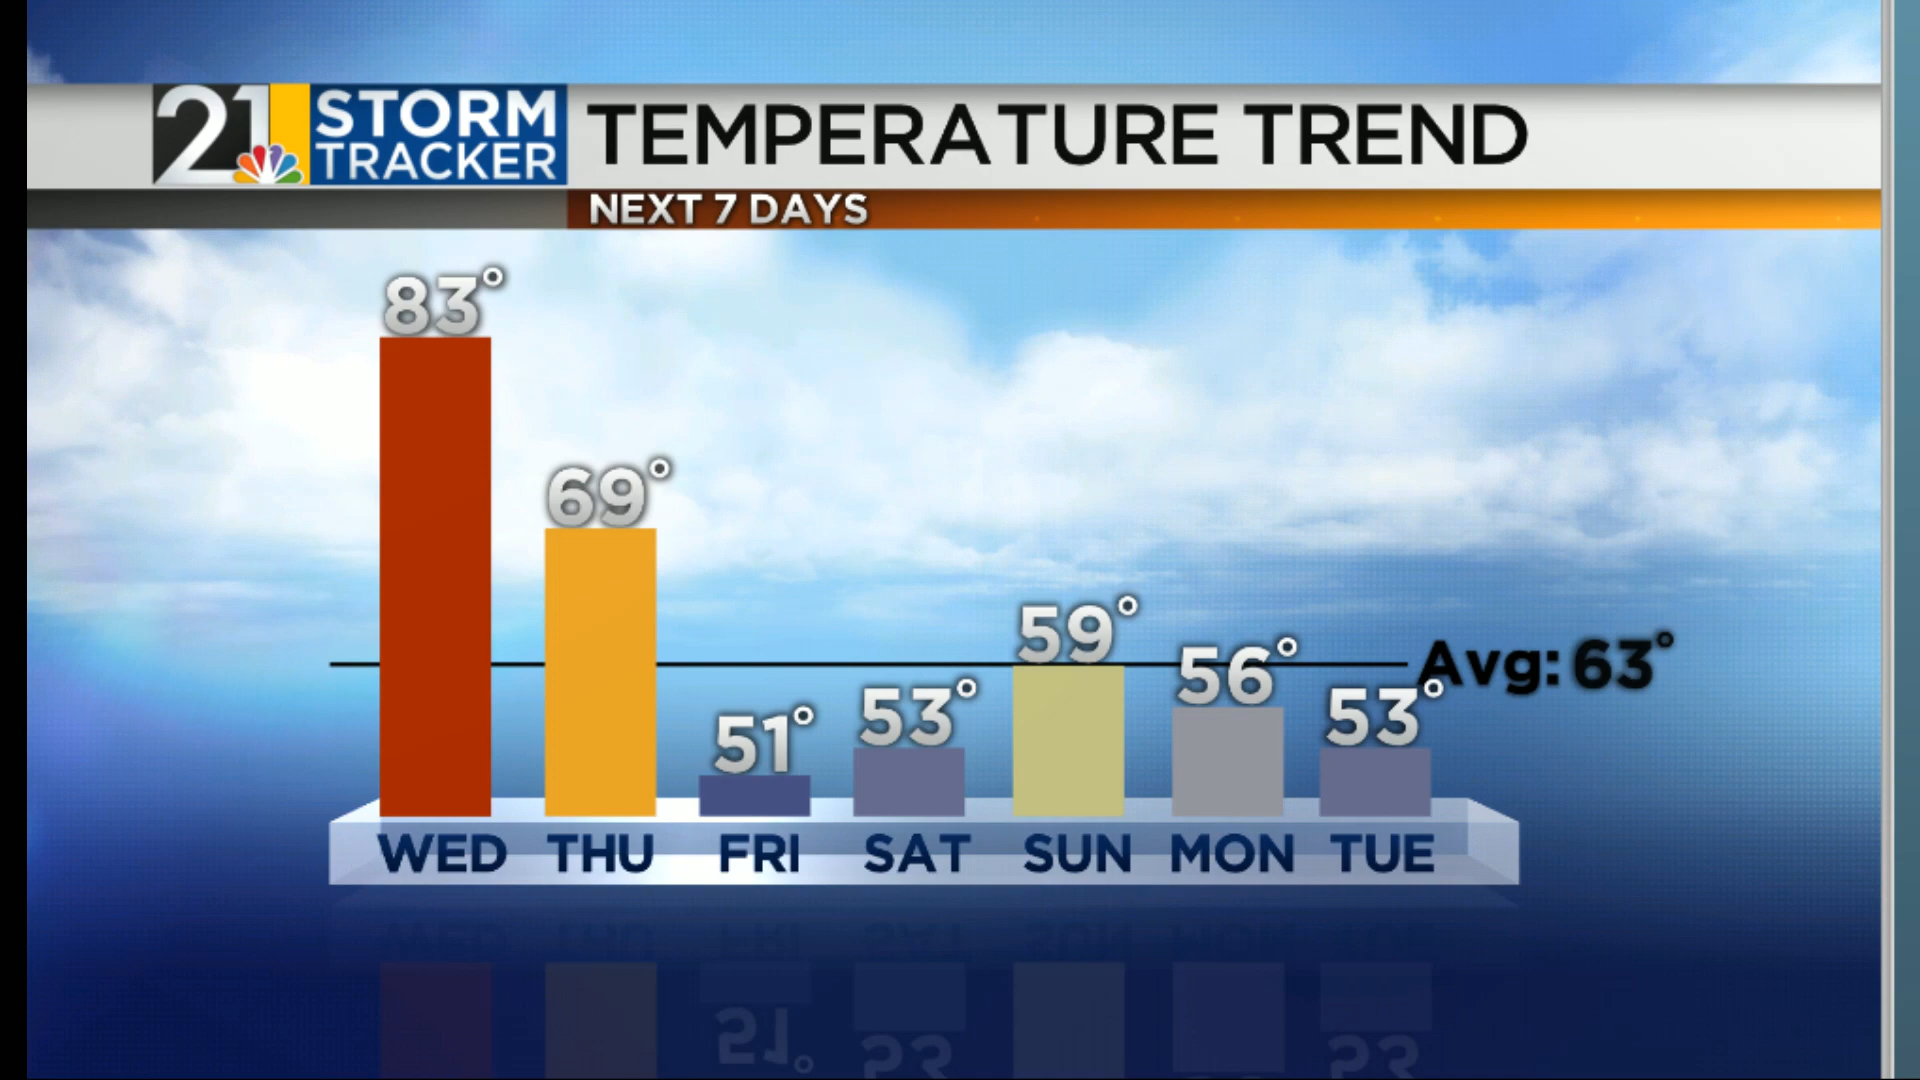 21 STORM TRACKER
TEMPERATURE TREND
NEXT 7 DAYS
83°
69°
59°
Avg: 63°
56°
51°
53°
53°
WED THU FRI SAT SUN MON TUE